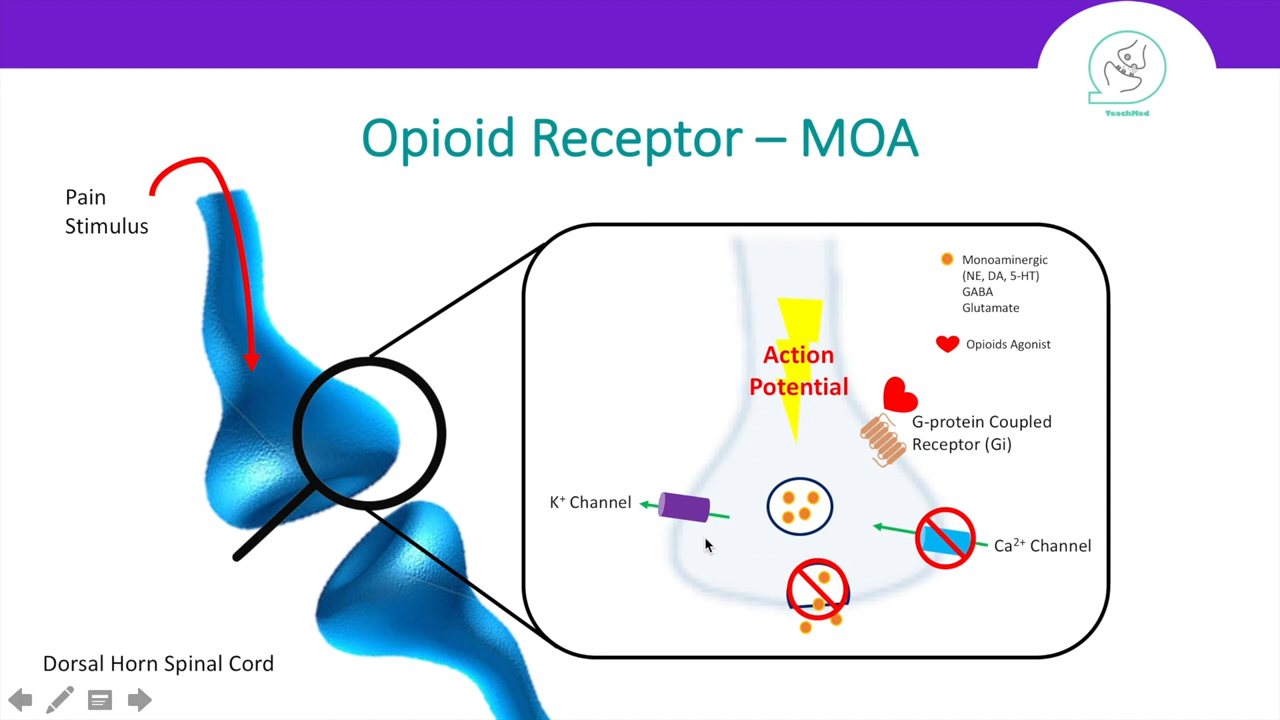 TeachMed
Opioid Receptor – MOA
Pain
Stimulus
Monoaminergic
(NE, DA, 5-HT)
GABA
Glutamate
Opioids Agonist
Action
Potential
G-protein Coupled
Receptor (Gi)
K⁺ Channel
Ca²⁺ Channel
Dorsal Horn Spinal Cord